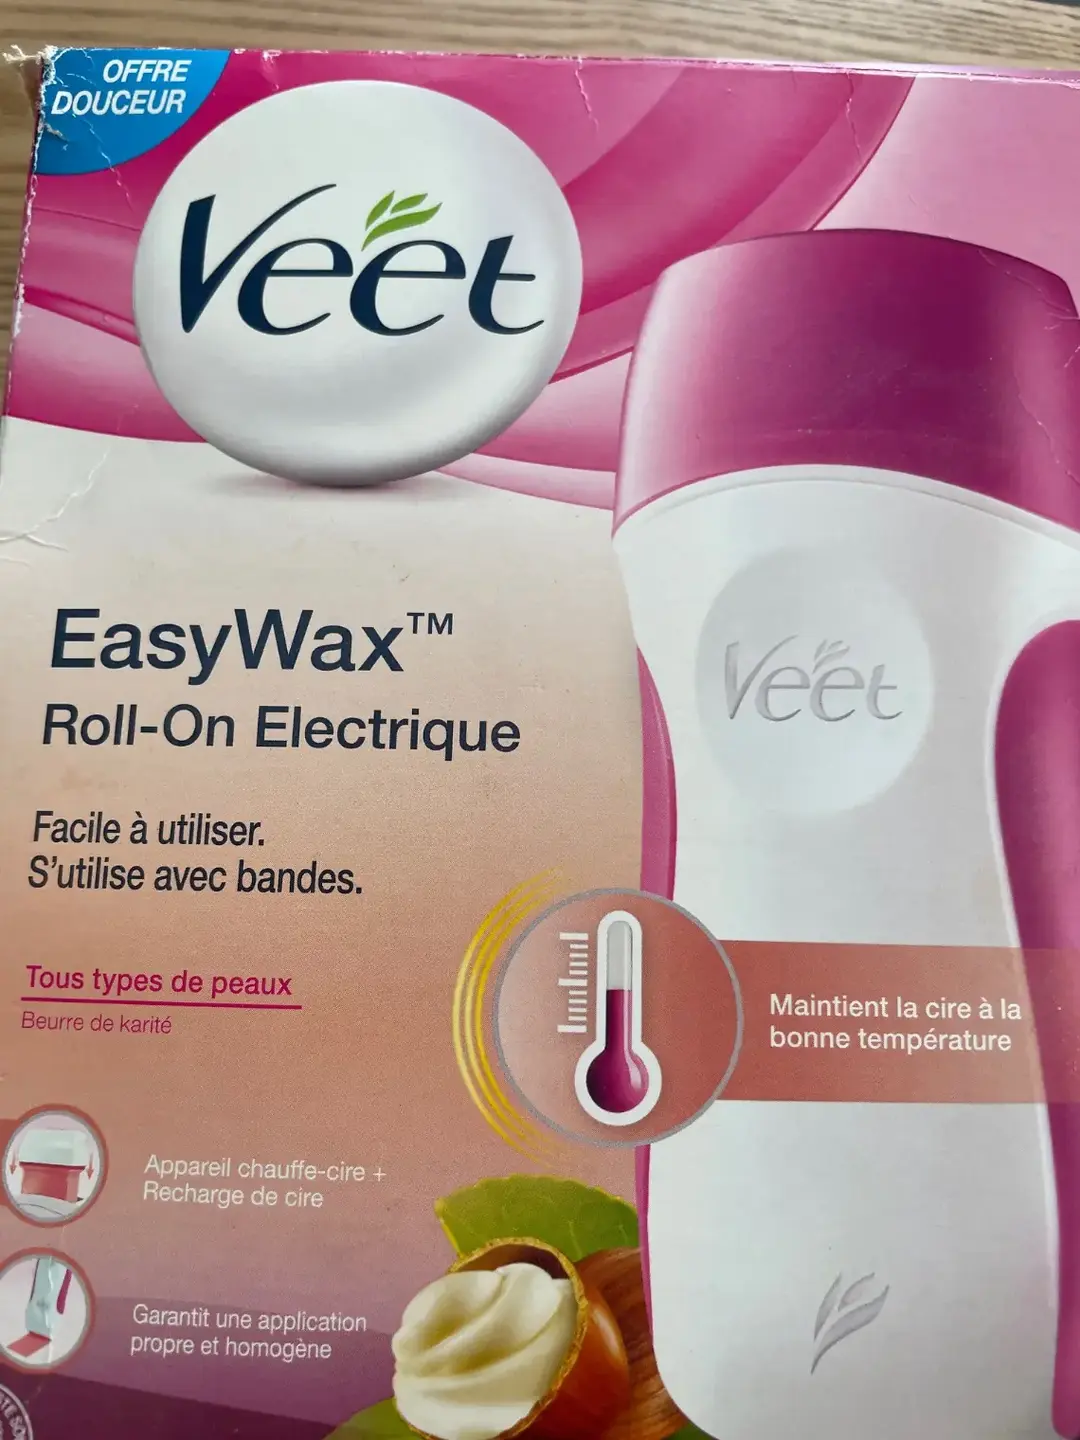 OFFRE
DOUCEUR
Veet
Veet
EasyWax™
Roll-On Electrique
Facile à utiliser.
S'utilise avec bandes.
Tous types de peaux
Beurre de karité
Maintient la cire à la
bonne température
Appareil chauffe-cire +
Recharge de cire
Garantit une application
propre et homogène